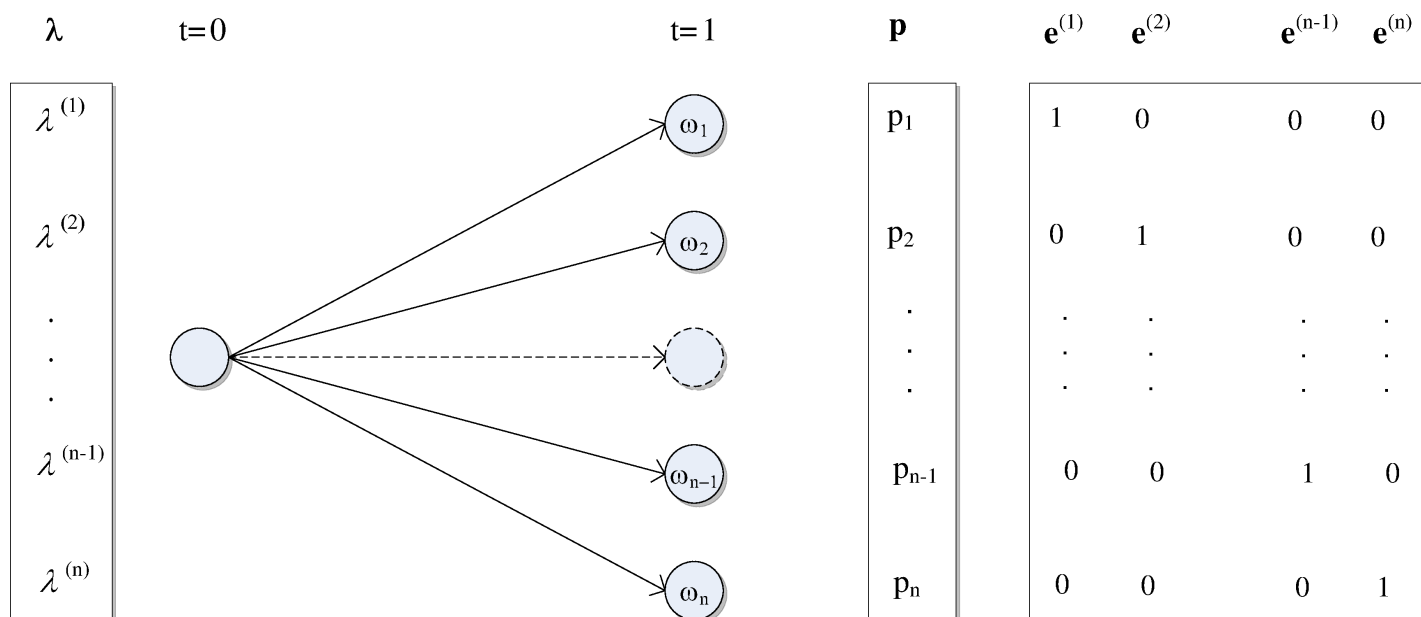 λ t=0 t=1 p e⁽¹⁾ e⁽²⁾ e⁽ⁿ⁻¹⁾ e⁽ⁿ⁾
λ⁽¹⁾ ω₁ p₁ 1 0 0 0
λ⁽²⁾ ω₂ p₂ 0 1 0 0
. . . . . .
. . . . . .
. . . . . .
λ⁽ⁿ⁻¹⁾ ωₙ₋₁ pₙ₋₁ 0 0 1 0
λ⁽ⁿ⁾ ωₙ pₙ 0 0 0 1